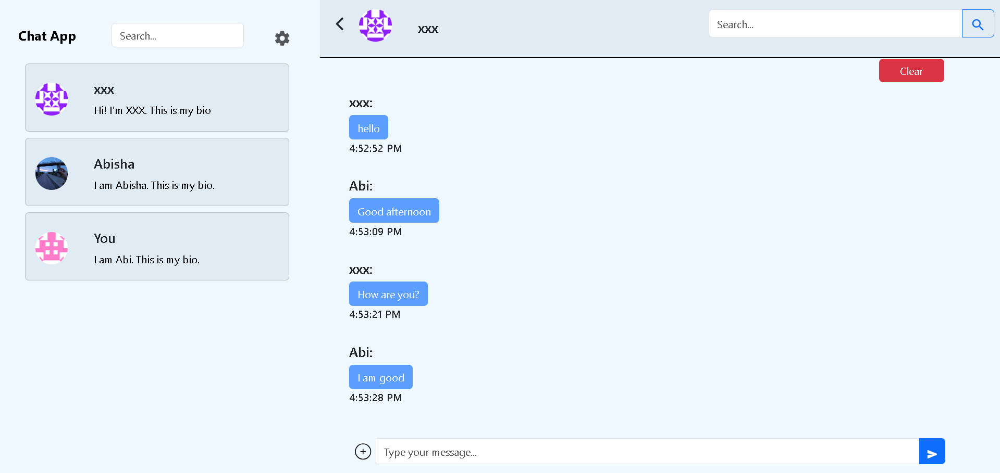 Chat App
Search...
xxx
Hi! I'm XXX. This is my bio
Abisha
I am Abisha. This is my bio.
You
I am Abi. This is my bio.
xxx
Search...
Clear
xxx:
hello
4:52:52 PM
Abi:
Good afternoon
4:53:09 PM
xxx:
How are you?
4:53:21 PM
Abi:
I am good
4:53:28 PM
Type your message...